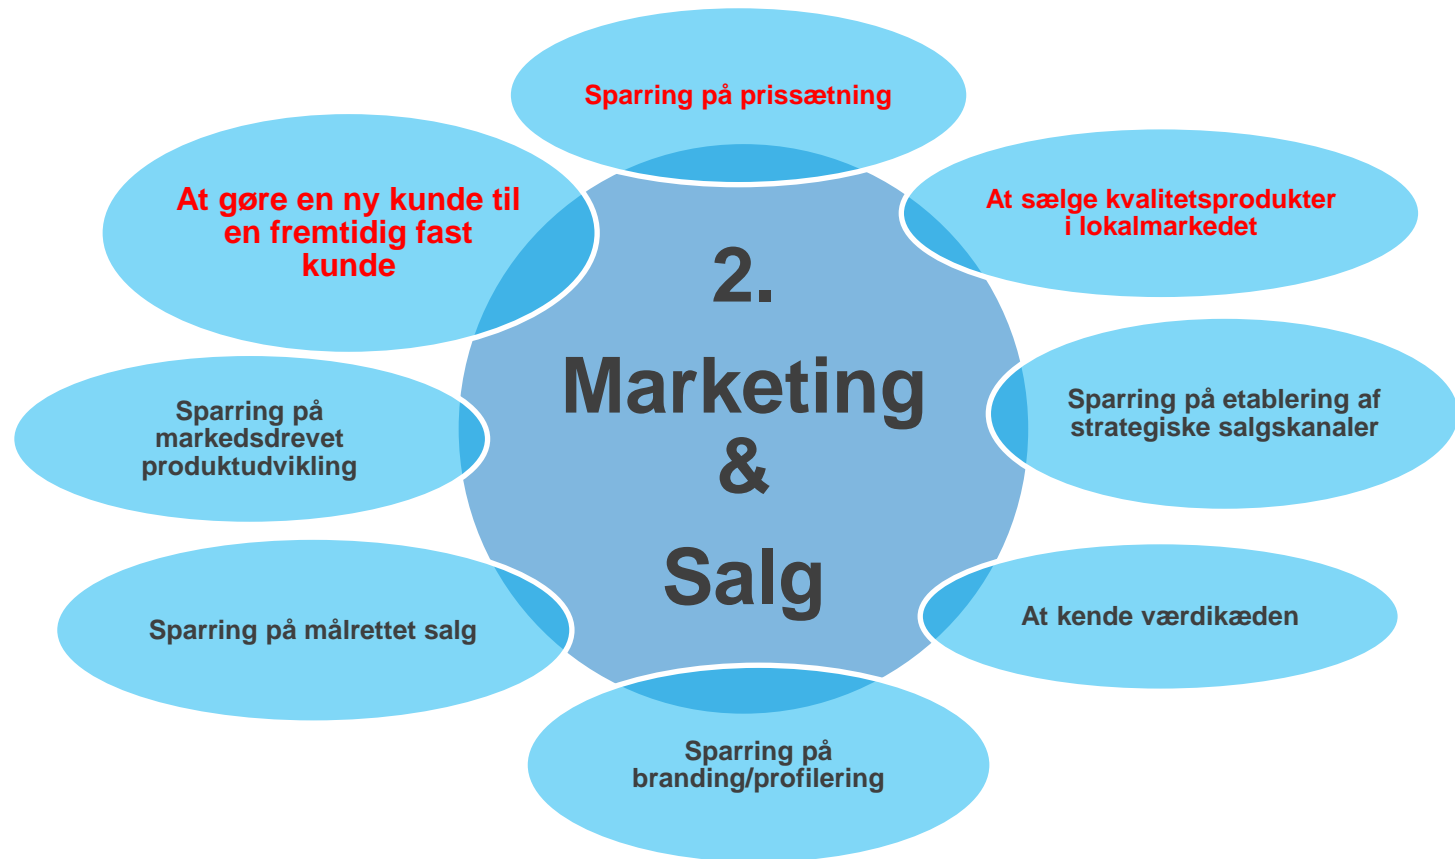 Sparring på prissætning
At sælge kvalitetsprodukter
i lokalmarkedet
Sparring på etablering af
strategiske salgskanaler
At kende værdikæden
Sparring på
branding/profilering
Sparring på målrettet salg
Sparring på
markedsdrevet
produktudvikling
At gøre en ny kunde til
en fremtidig fast
kunde
2.
Marketing
&
Salg